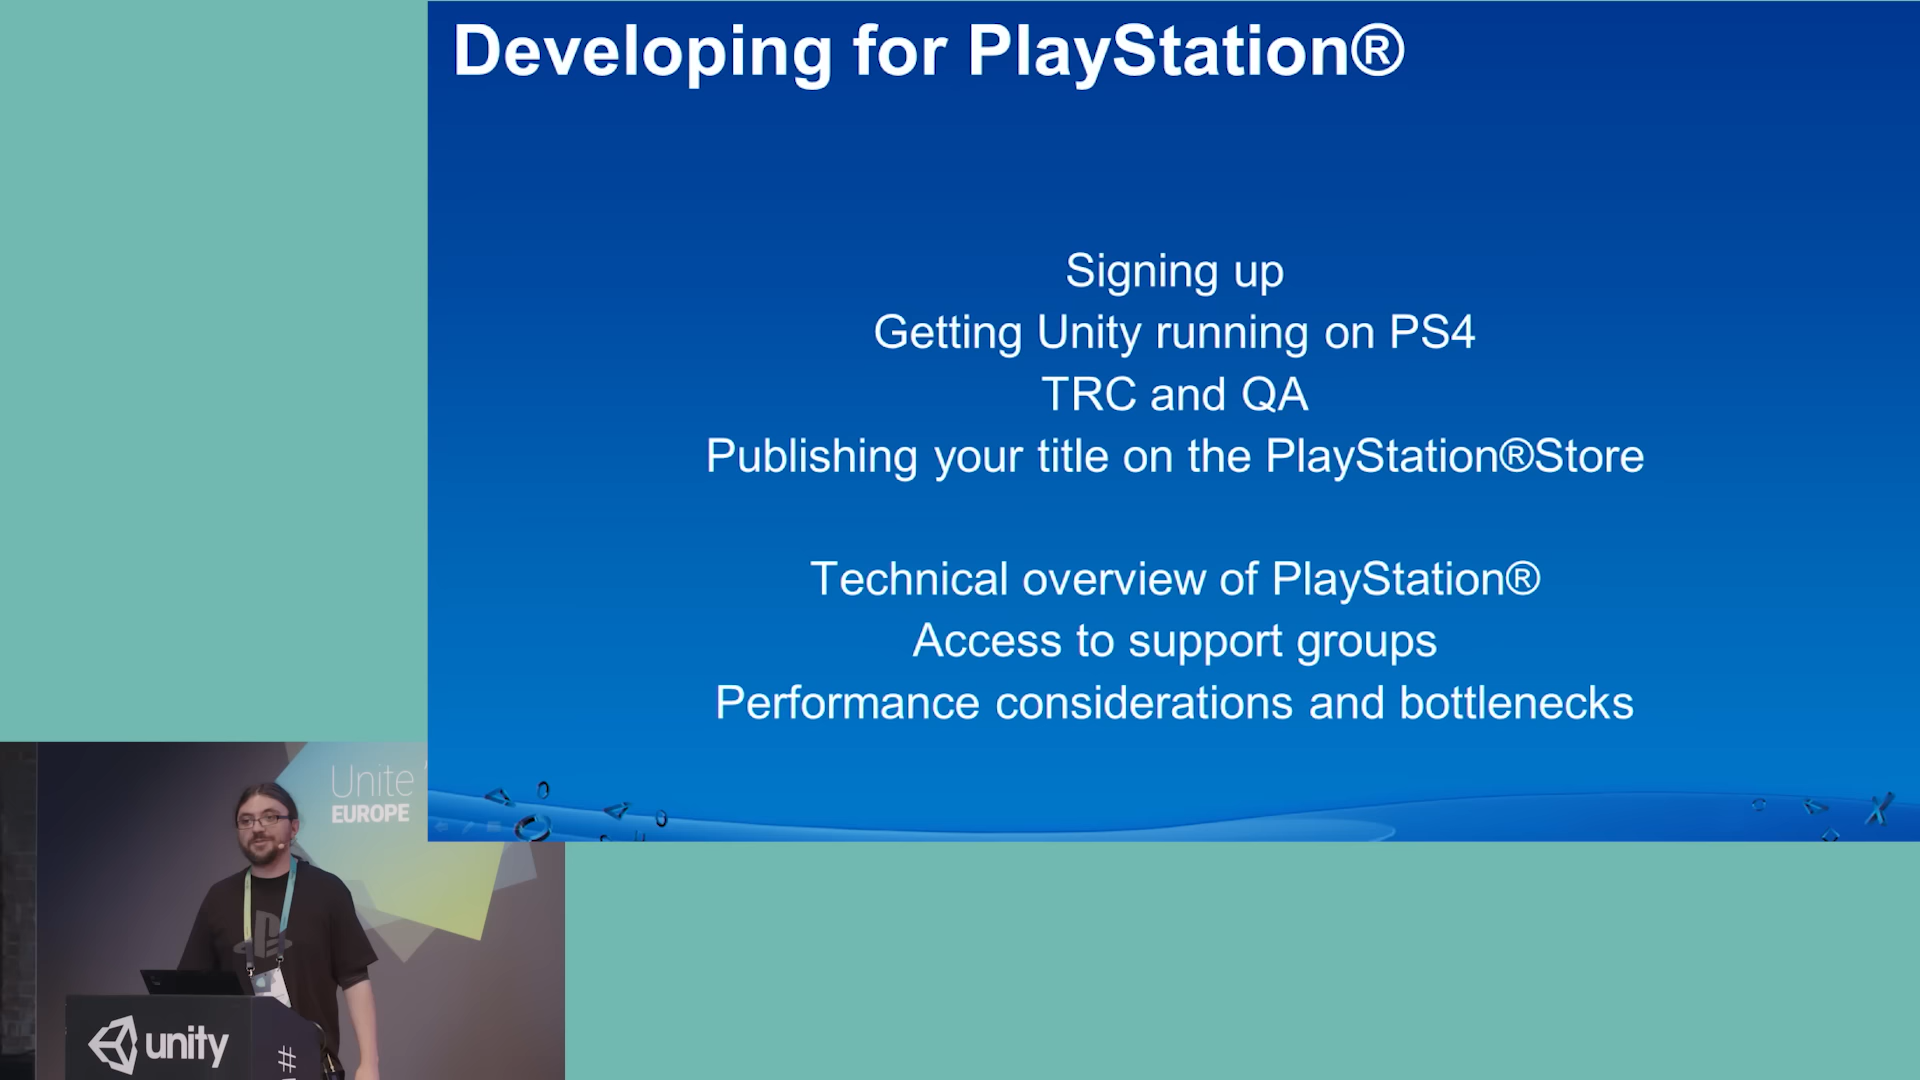 Developing for PlayStation®
Signing up
Getting Unity running on PS4
TRC and QA
Publishing your title on the PlayStation®Store
Technical overview of PlayStation®
Access to support groups
Performance considerations and bottlenecks
Unite
EUROPE
unity
#